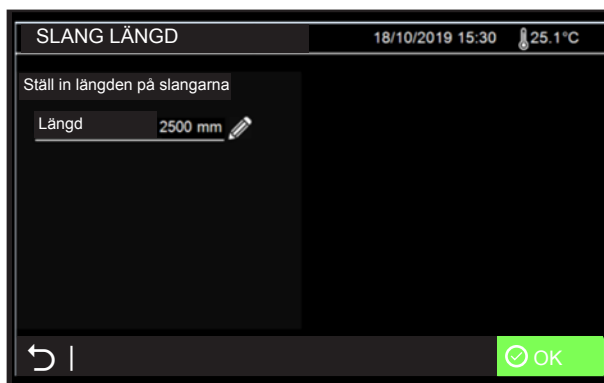 SLANG LÄNGD 18/10/2019 15:30 25.1°C
Ställ in längden på slangarna
Längd 2500 mm
OK